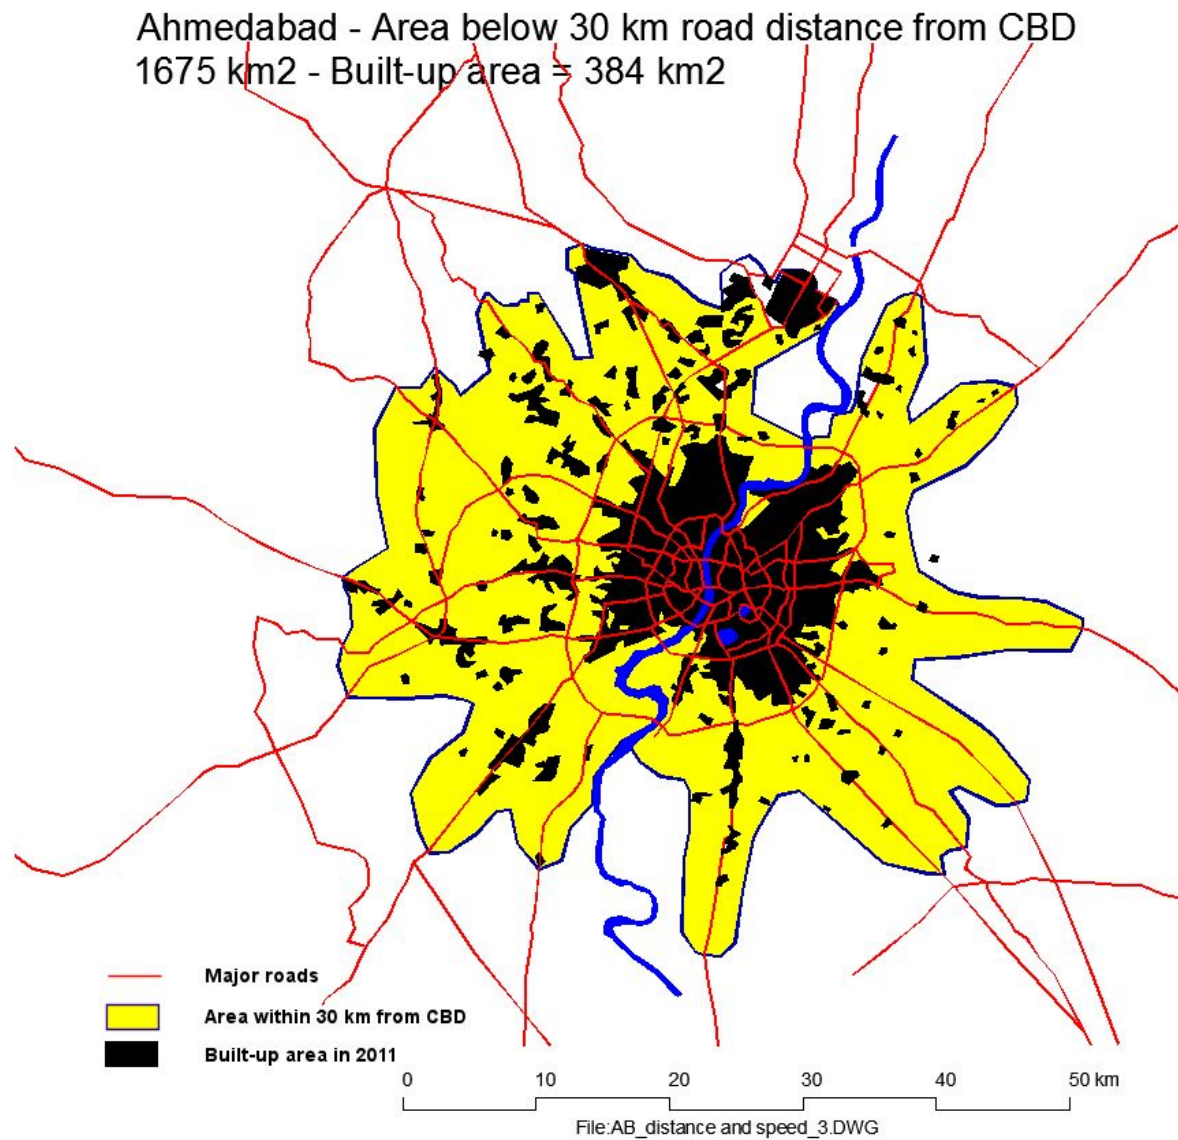 Ahmedabad - Area below 30 km road distance from CBD
1675 km2 - Built-up area = 384 km2
Major roads
Area within 30 km from CBD
Built-up area in 2011
0 10 20 30 40 50 km
File:AB_distance and speed_3.DWG